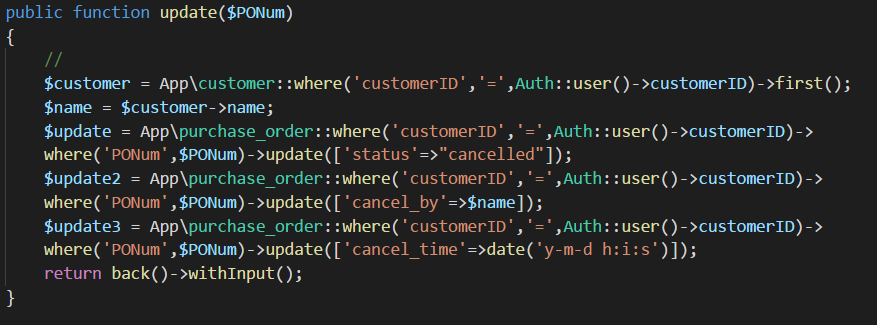 public function update($PONum)
{
    //
    $customer = App\customer::where('customerID','=',Auth::user()->customerID)->first();
    $name = $customer->name;
    $update = App\purchase_order::where('customerID','=',Auth::user()->customerID)->
    where('PONum',$PONum)->update(['status'=>"cancelled"]);
    $update2 = App\purchase_order::where('customerID','=',Auth::user()->customerID)->
    where('PONum',$PONum)->update(['cancel_by'=>$name]);
    $update3 = App\purchase_order::where('customerID','=',Auth::user()->customerID)->
    where('PONum',$PONum)->update(['cancel_time'=>date('y-m-d h:i:s')]);
    return back()->withInput();
}